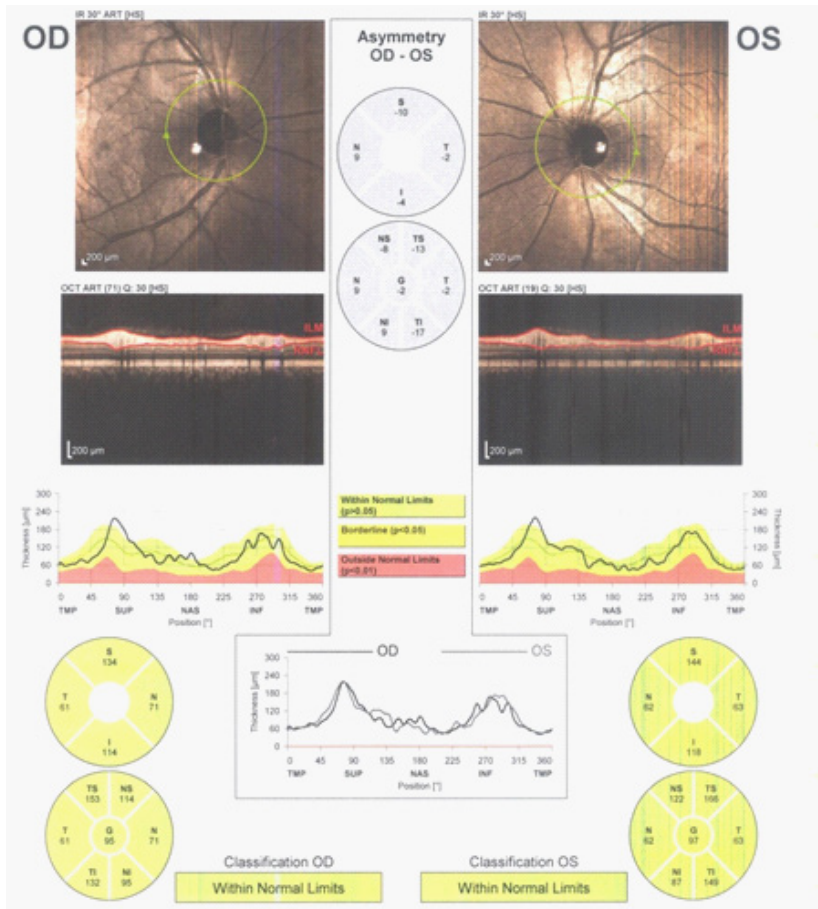 OD
IR 30° ART [HS]
200 µm
OCT ART (71) Q: 30 [HS]
ILM
200 µm
Asymmetry
OD - OS
S
-10
N
9
T
-2
I
-4
NS
-8
TS
-13
N
9
G
-2
T
-2
NI
9
TI
-17
IR 30° ART [HS]
OS
200 µm
OCT ART (19) Q: 30 [HS]
ILM
200 µm
Thickness [µm]
300
240
180
120
60
0
0 45 90 135 180 225 270 315 360
TMP SUP NAS INF TMP
Position [°]
Within Normal Limits
(p>0.05)
Borderline (p<0.05)
Outside Normal Limits
(p<0.01)
300
240
180
120
60
0
Thickness [µm]
0 45 90 135 180 225 270 315 360
TMP SUP NAS INF TMP
Position [°]
S
134
T
61
N
71
I
114
TS
153
NS
114
T
61
G
95
N
71
TI
132
NI
95
OD OS
Thickness [µm]
300
240
180
120
60
0
0 45 90 135 180 225 270 315 360
TMP SUP NAS INF TMP
Position [°]
S
144
N
62
T
63
I
118
NS
122
TS
166
N
62
G
97
T
63
NI
87
TI
149
Classification OD
Within Normal Limits
Classification OS
Within Normal Limits